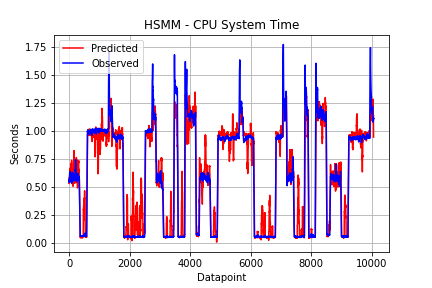 HSMM - CPU System Time
Predicted
Observed
1.75
1.50
1.25
1.00
0.75
0.50
0.25
0.00
Seconds
0 2000 4000 6000 8000 10000
Datapoint